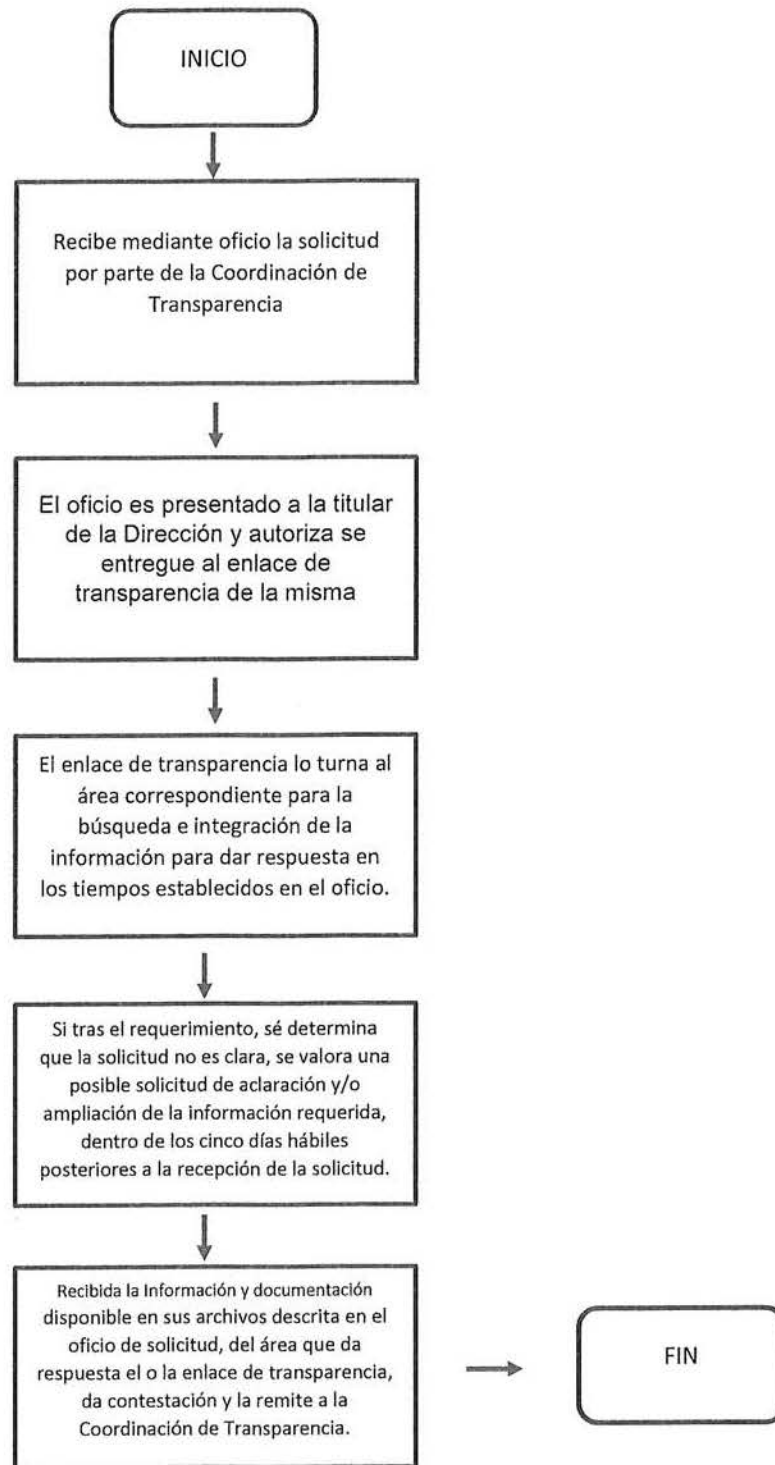 INICIO
Recibe mediante oficio la solicitud
por parte de la Coordinación de
Transparencia
El oficio es presentado a la titular
de la Dirección y autoriza se
entregue al enlace de
transparencia de la misma
El enlace de transparencia lo turna al
área correspondiente para la
búsqueda e integración de la
información para dar respuesta en
los tiempos establecidos en el oficio.
Si tras el requerimiento, sé determina
que la solicitud no es clara, se valora una
posible solicitud de aclaración y/o
ampliación de la información requerida,
dentro de los cinco días hábiles
posteriores a la recepción de la solicitud.
Recibida la Información y documentación
disponible en sus archivos descrita en el
oficio de solicitud, del área que da
respuesta el o la enlace de transparencia,
da contestación y la remite a la
Coordinación de Transparencia.
FIN